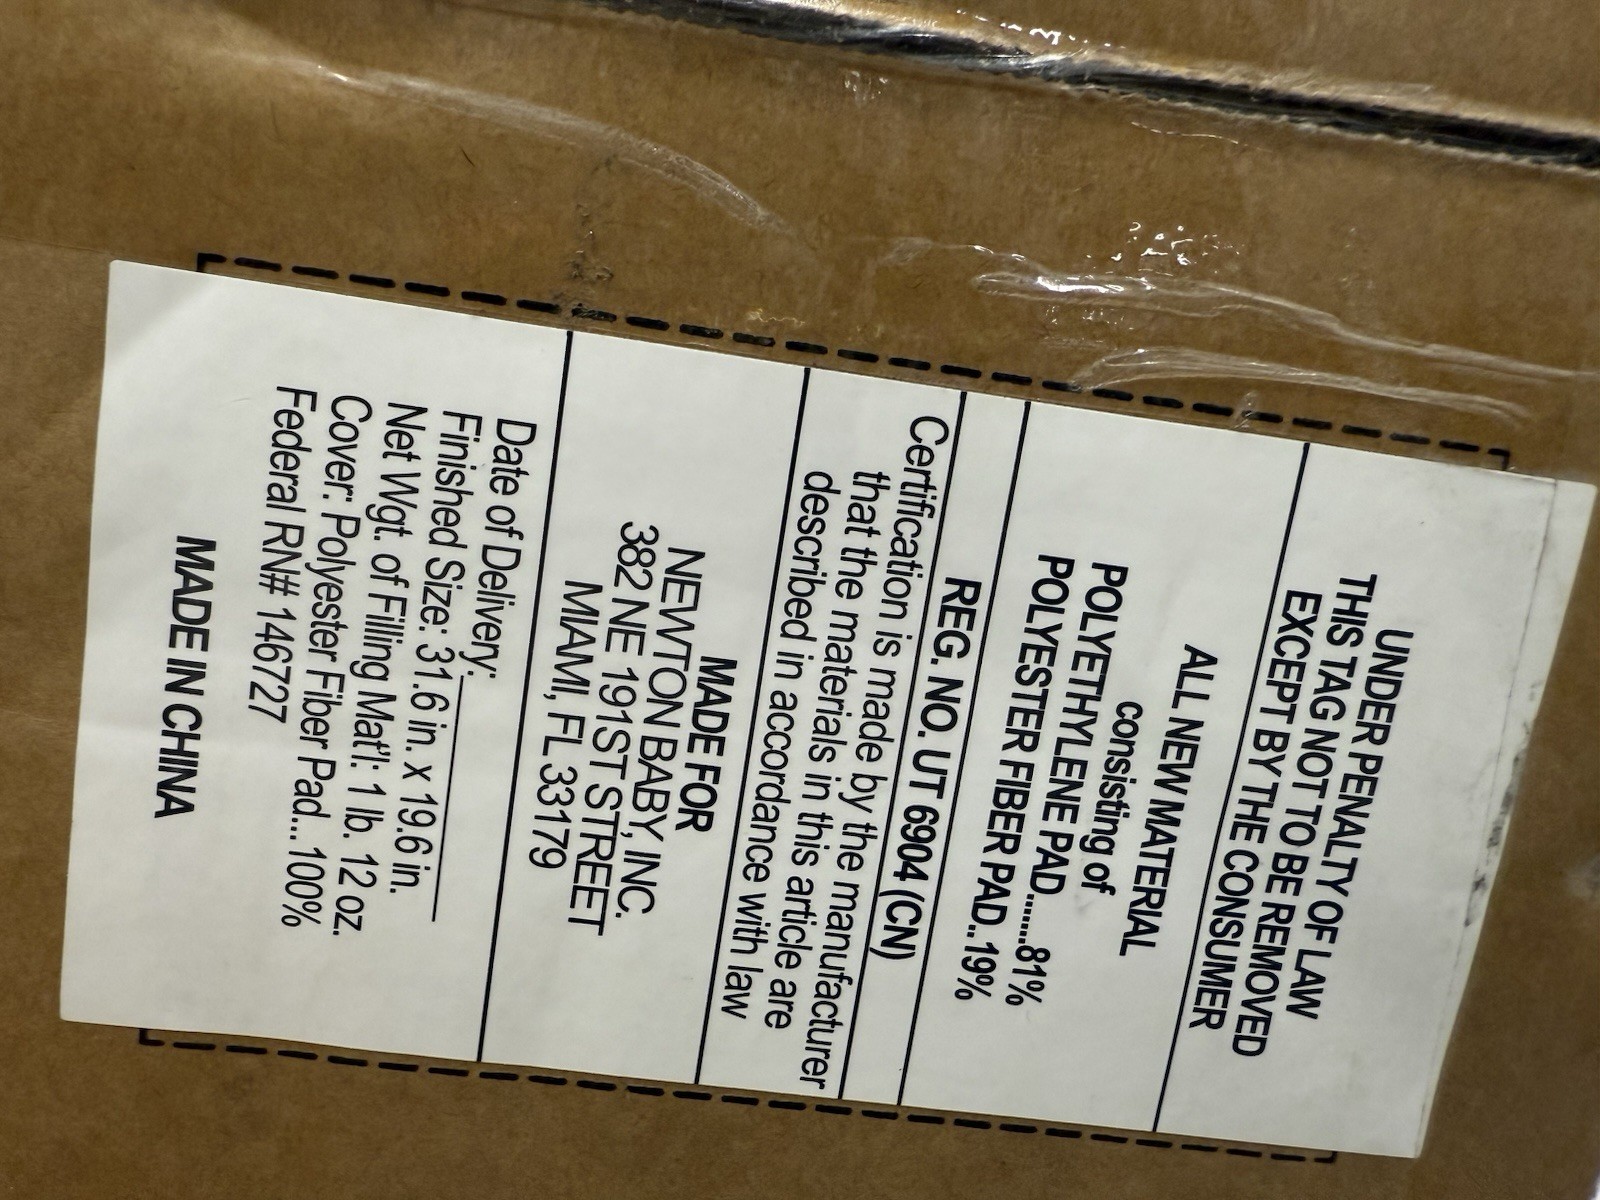 UNDER PENALTY OF LAW
THIS TAG NOT TO BE REMOVED
EXCEPT BY THE CONSUMER
ALL NEW MATERIAL
consisting of
POLYETHYLENE PAD........81%
POLYESTER FIBER PAD..19%
REG. NO. UT 6904 (CN)
Certification is made by the manufacturer
that the materials in this article are
described in accordance with law
MADE FOR
NEWTON BABY, INC.
382 NE 191ST STREET
MIAMI, FL 33179
Date of Delivery:
Finished Size: 31.6 in. x 19.6 in.
Net Wgt. of Filling Mat'l: 1 lb. 12 oz.
Cover: Polyester Fiber Pad...100%
Federal RN# 146727
MADE IN CHINA